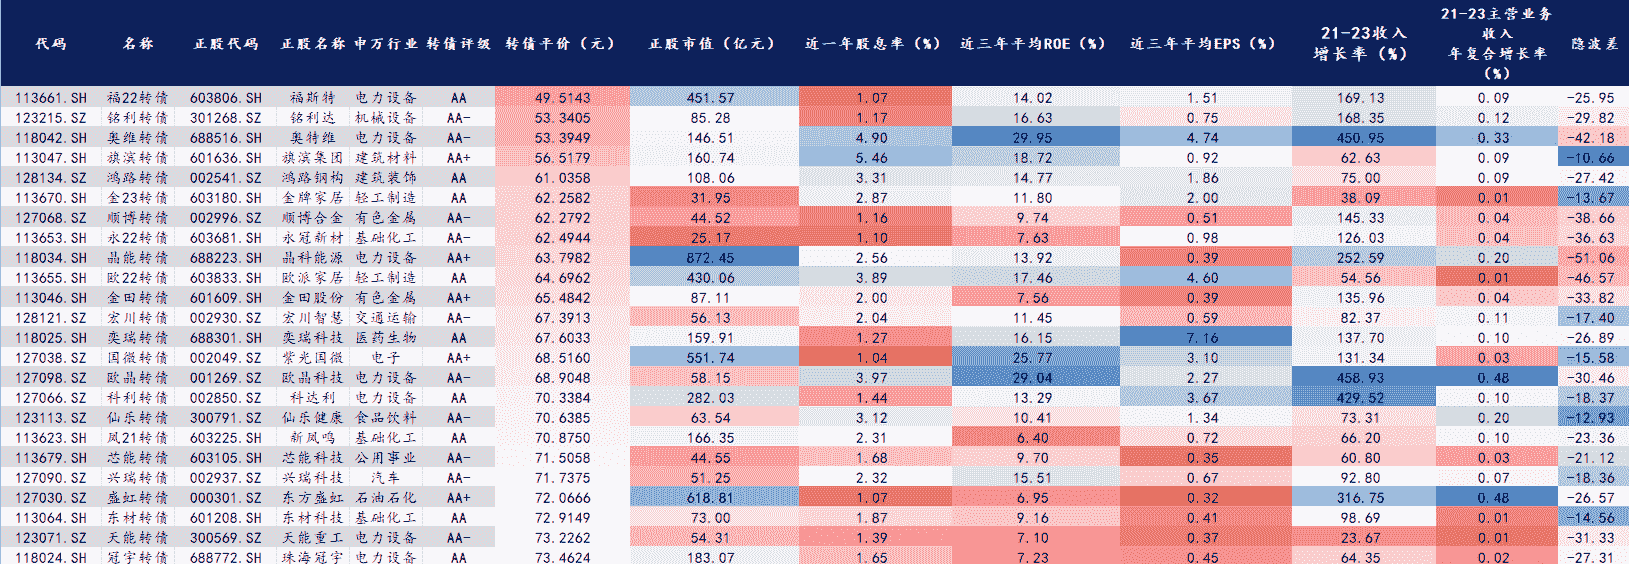 代码 名称 正股代码 正股名称 申万行业 转债评级 转债平价（元） 正股市值（亿元） 近一年股息率（%） 近三年平均ROE（%） 近三年平均EPS（%） 21-23收入增长率（%） 21-23主营业务收入年复合增长率（%） 隐波差
113661.SH 福22转债 603806.SH 福斯特 电力设备 AA 49.5143 451.57 1.07 14.02 1.51 169.13 0.09 -25.95
123215.SZ 铭利转债 301268.SZ 铭利达 机械设备 AA- 53.3405 85.28 1.17 16.63 0.75 168.35 0.12 -29.82
118042.SH 奥维转债 688516.SH 奥特维 电力设备 AA- 53.3949 146.51 4.90 29.95 4.74 450.95 0.33 -42.18
113047.SH 旗滨转债 601636.SH 旗滨集团 建筑材料 AA+ 56.5179 160.74 5.46 18.72 0.92 62.63 0.09 -10.66
128134.SZ 鸿路转债 002541.SZ 鸿路钢构 建筑装饰 AA 61.0358 108.06 3.31 14.77 1.86 75.00 0.09 -27.42
113670.SH 金23转债 603180.SH 金牌家居 轻工制造 AA 62.2582 31.95 2.87 11.80 2.00 38.09 0.01 -13.67
127068.SZ 顺博转债 002996.SZ 顺博合金 有色金属 AA- 62.2792 44.52 1.16 9.74 0.51 145.33 0.04 -38.66
113653.SH 永22转债 603681.SH 永冠新材 基础化工 AA- 62.4944 25.17 1.10 7.63 0.98 126.03 0.04 -36.63
118034.SH 晶能转债 688223.SH 晶科能源 电力设备 AA+ 63.7982 872.45 2.56 13.92 0.39 252.59 0.20 -51.06
113655.SH 欧22转债 603833.SH 欧派家居 轻工制造 AA 64.6962 430.06 3.89 17.46 4.60 54.56 0.01 -46.57
113046.SH 金田转债 601609.SH 金田股份 有色金属 AA+ 65.4842 87.11 2.00 7.56 0.39 135.96 0.04 -33.82
128121.SZ 宏川转债 002930.SZ 宏川智慧 交通运输 AA- 67.3913 56.13 2.04 11.45 0.59 82.37 0.11 -17.40
118025.SH 奕瑞转债 688301.SH 奕瑞科技 医药生物 AA 67.6033 159.91 1.27 16.15 7.16 137.70 0.10 -26.89
127038.SZ 国微转债 002049.SZ 紫光国微 电子 AA+ 68.5160 551.74 1.04 25.77 3.10 131.34 0.03 -15.58
127098.SZ 欧晶转债 001269.SZ 欧晶科技 电力设备 AA- 68.9048 58.15 3.97 29.04 2.27 458.93 0.48 -30.46
127066.SZ 科利转债 002850.SZ 科达利 电力设备 AA 70.3384 282.03 1.44 13.29 3.67 429.52 0.10 -18.37
123113.SZ 仙乐转债 300791.SZ 仙乐健康 食品饮料 AA- 70.6385 63.54 3.12 10.41 1.34 73.31 0.20 -12.93
113623.SH 凤21转债 603225.SH 新凤鸣 基础化工 AA 70.8750 166.35 2.31 6.40 0.72 66.20 0.10 -23.36
113679.SH 芯能转债 603105.SH 芯能科技 公用事业 AA- 71.5058 44.55 1.68 9.70 0.35 60.80 0.03 -21.12
127090.SZ 兴瑞转债 002937.SZ 兴瑞科技 汽车 AA- 71.7375 51.25 2.32 15.51 0.67 92.80 0.07 -18.36
127030.SZ 盛虹转债 000301.SZ 东方盛虹 石油石化 AA+ 72.0666 618.81 1.07 6.95 0.32 316.75 0.48 -26.57
113064.SH 东材转债 601208.SH 东材科技 基础化工 AA 72.9149 73.00 1.87 9.16 0.41 98.69 0.01 -14.56
123071.SZ 天能转债 300569.SZ 天能重工 电力设备 AA- 73.2262 54.31 1.39 7.10 0.37 23.67 0.01 -31.33
118024.SH 冠宇转债 688772.SH 珠海冠宇 电力设备 AA 73.4624 183.07 1.65 7.23 0.45 64.35 0.02 -27.31